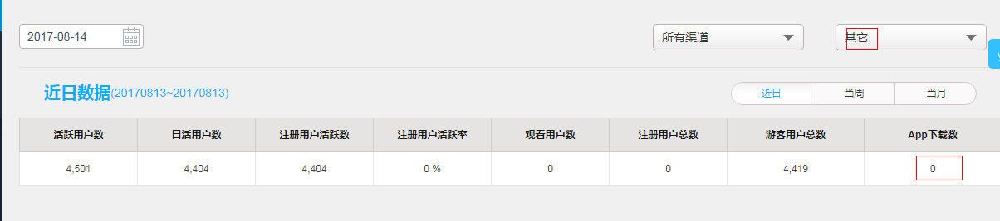 2017-08-14 所有渠道 其它
近日数据(20170813~20170813) 近日 当周 当月
活跃用户数 日活用户数 注册用户活跃数 注册用户活跃率 观看用户数 注册用户总数 游客用户总数 App下载数
4,501 4,404 4,404 0 % 0 0 4,419 0